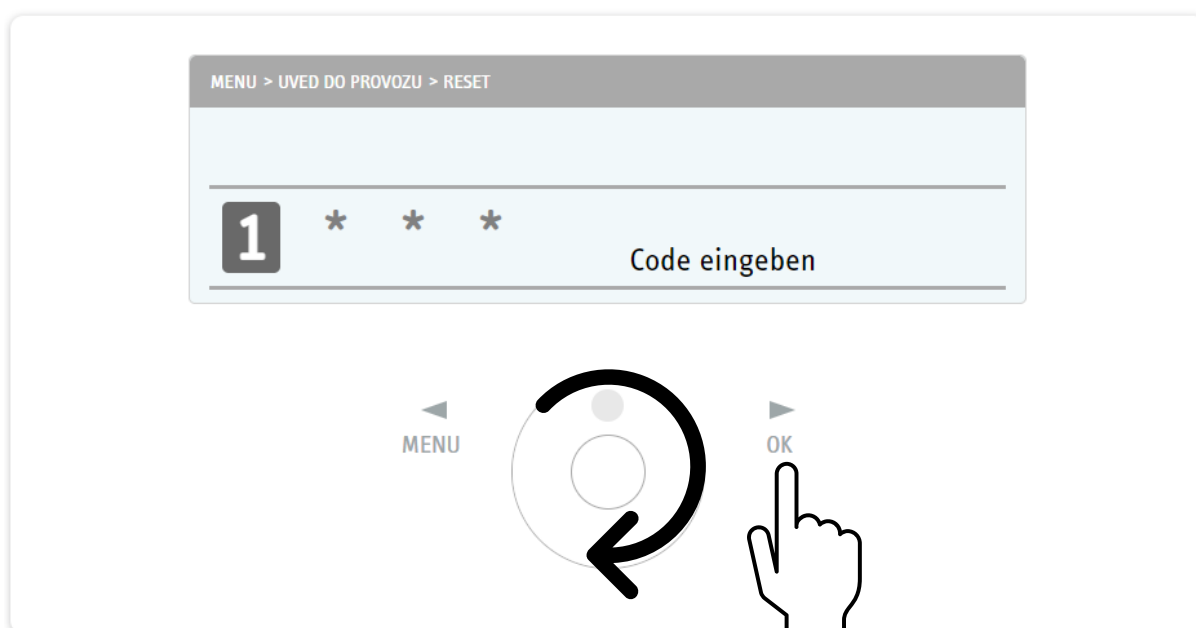 MENU > UVED DO PROVOZU > RESET
1 * * *
Code eingeben
MENU
OK